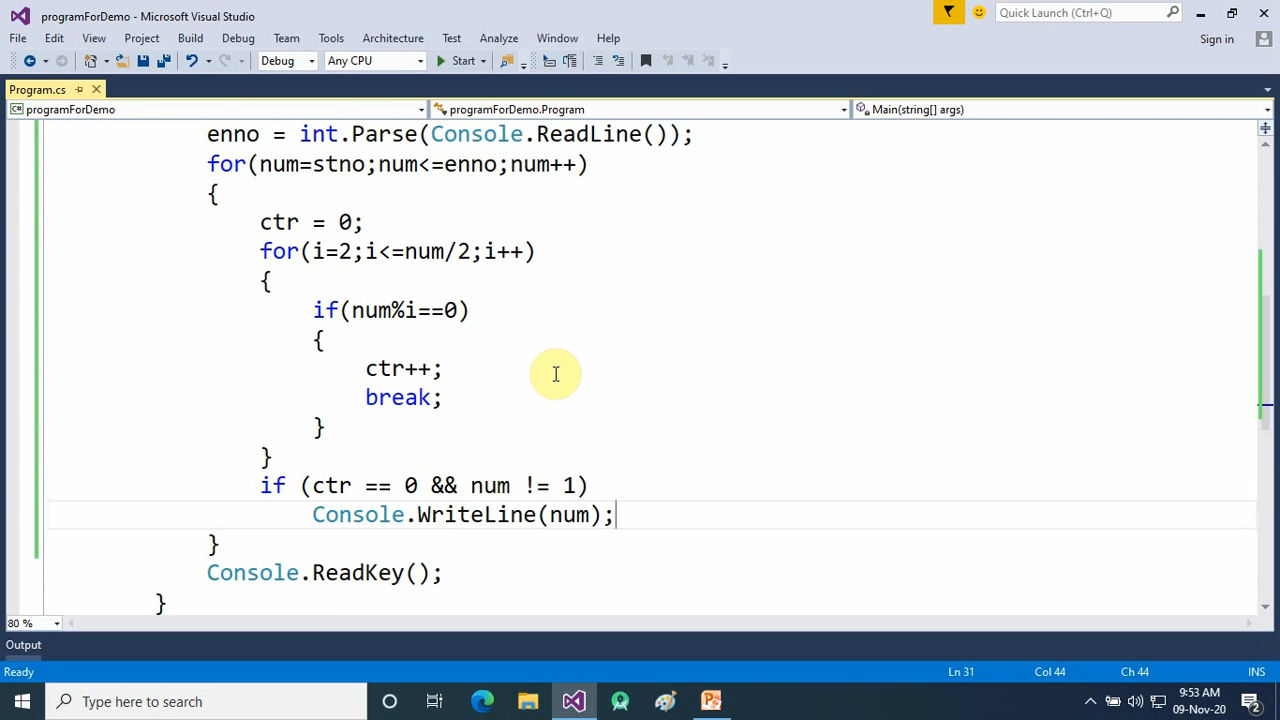 programForDemo - Microsoft Visual Studio
Quick Launch (Ctrl+Q)
File Edit View Project Build Debug Team Tools Architecture Test Analyze Window Help
Sign in
Debug Any CPU Start
Program.cs
programForDemo programForDemo.Program Main(string[] args)
enno = int.Parse(Console.ReadLine());
for(num=stno;num<=enno;num++)
{
ctr = 0;
for(i=2;i<=num/2;i++)
{
if(num%i==0)
{
ctr++;
break;
}
}
if (ctr == 0 && num != 1)
Console.WriteLine(num);
}
Console.ReadKey();
}
80 %
Output
Ready Ln 31 Col 44 Ch 44 INS
Type here to search
9:53 AM
09-Nov-20
2